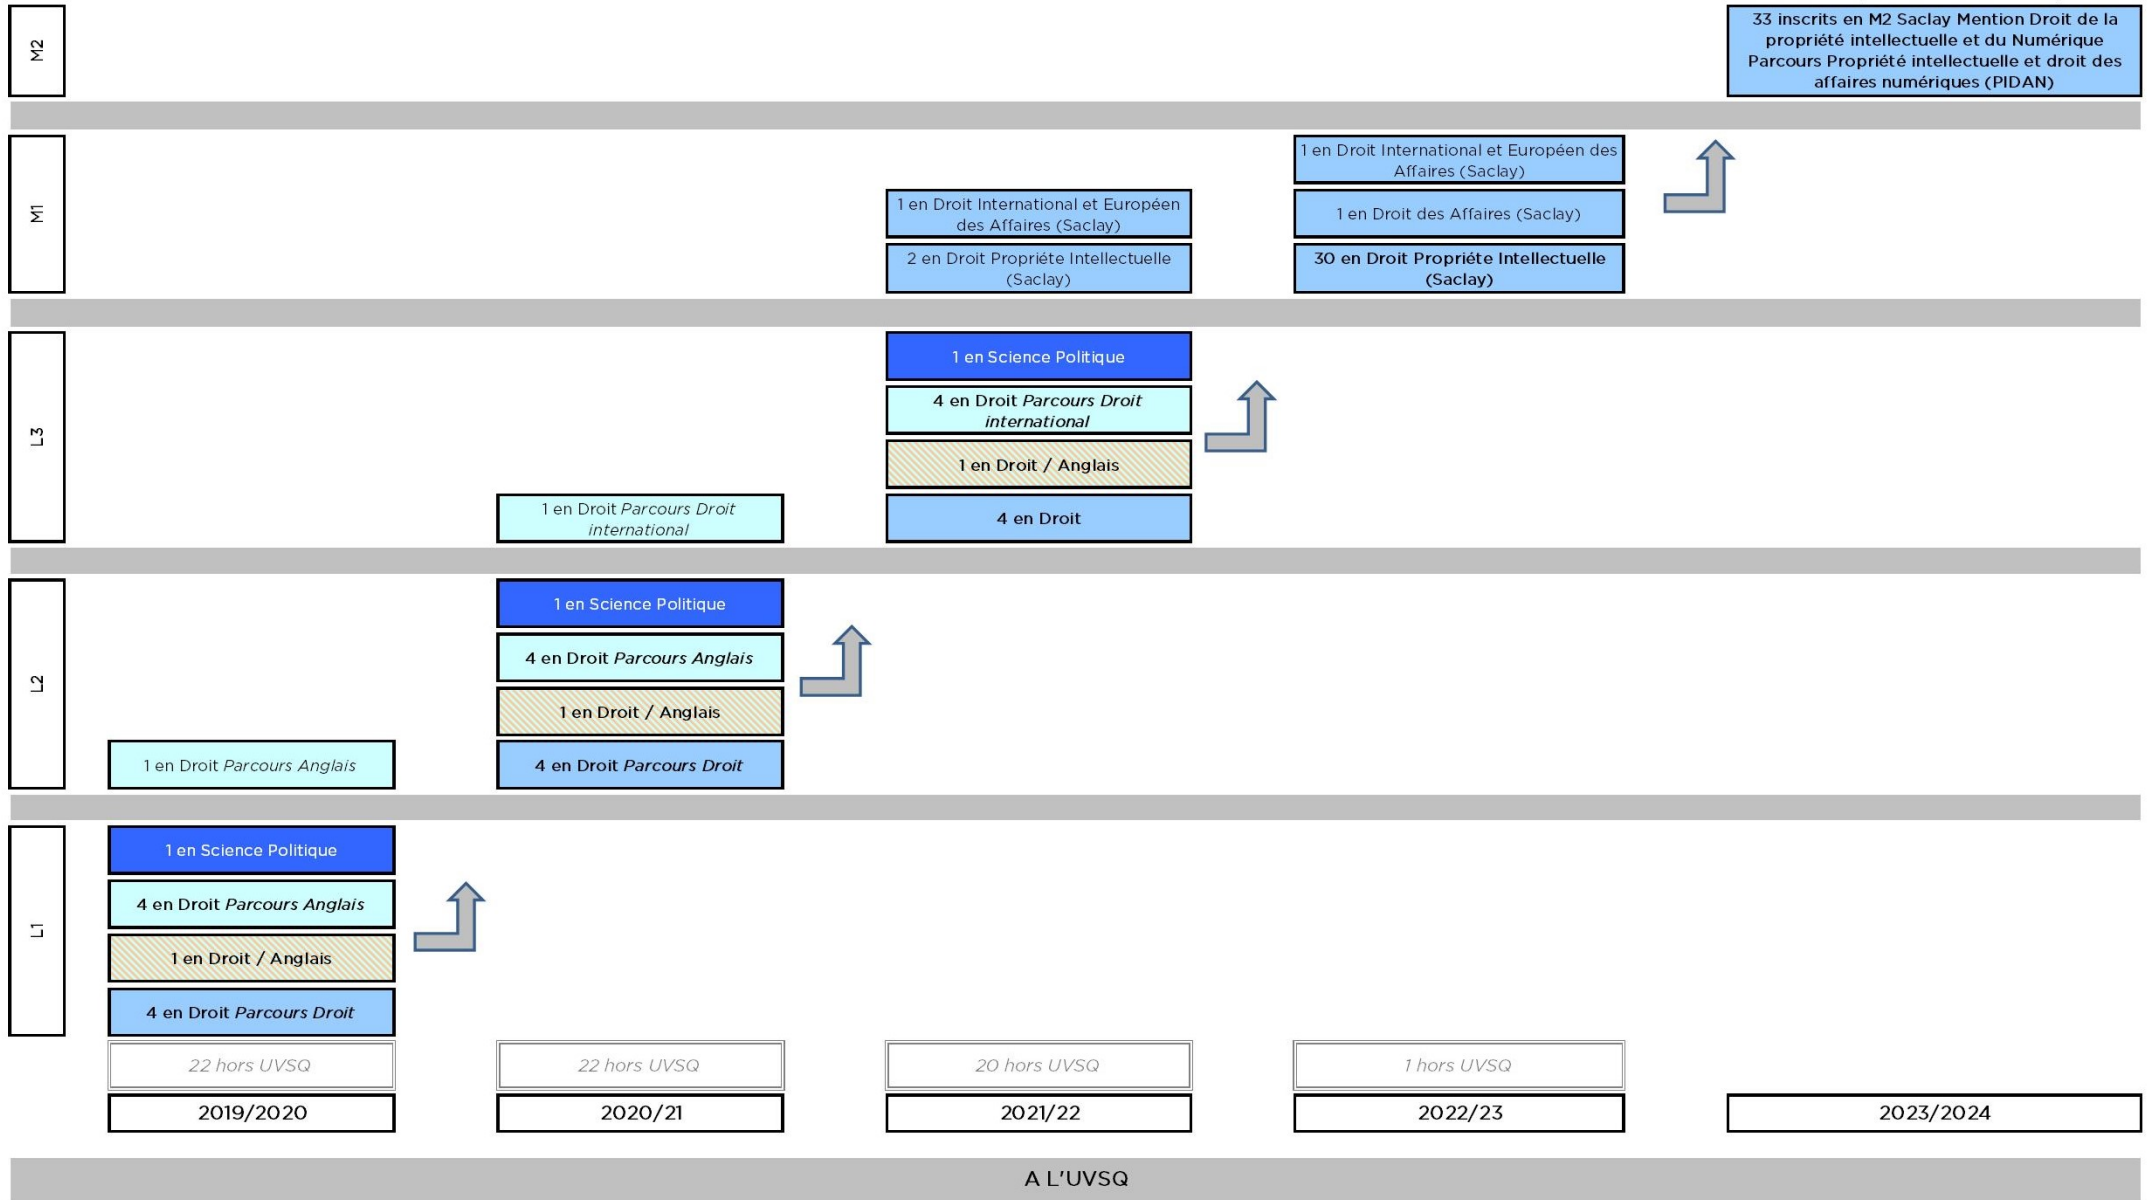 M2
33 inscrits en M2 Saclay Mention Droit de la
propriété intellectuelle et du Numérique
Parcours Propriété intellectuelle et droit des
affaires numériques (PIDAN)
M1
1 en Droit International et Européen
des Affaires (Saclay)
2 en Droit Propriéte Intellectuelle
(Saclay)
1 en Droit International et Européen des
Affaires (Saclay)
1 en Droit des Affaires (Saclay)
30 en Droit Propriéte Intellectuelle
(Saclay)
L3
1 en Droit Parcours Droit
international
1 en Science Politique
4 en Droit Parcours Droit
international
1 en Droit / Anglais
4 en Droit
L2
1 en Droit Parcours Anglais
1 en Science Politique
4 en Droit Parcours Anglais
1 en Droit / Anglais
4 en Droit Parcours Droit
L1
1 en Science Politique
4 en Droit Parcours Anglais
1 en Droit / Anglais
4 en Droit Parcours Droit
22 hors UVSQ
22 hors UVSQ
20 hors UVSQ
1 hors UVSQ
2019/2020
2020/21
2021/22
2022/23
2023/2024
A L'UVSQ